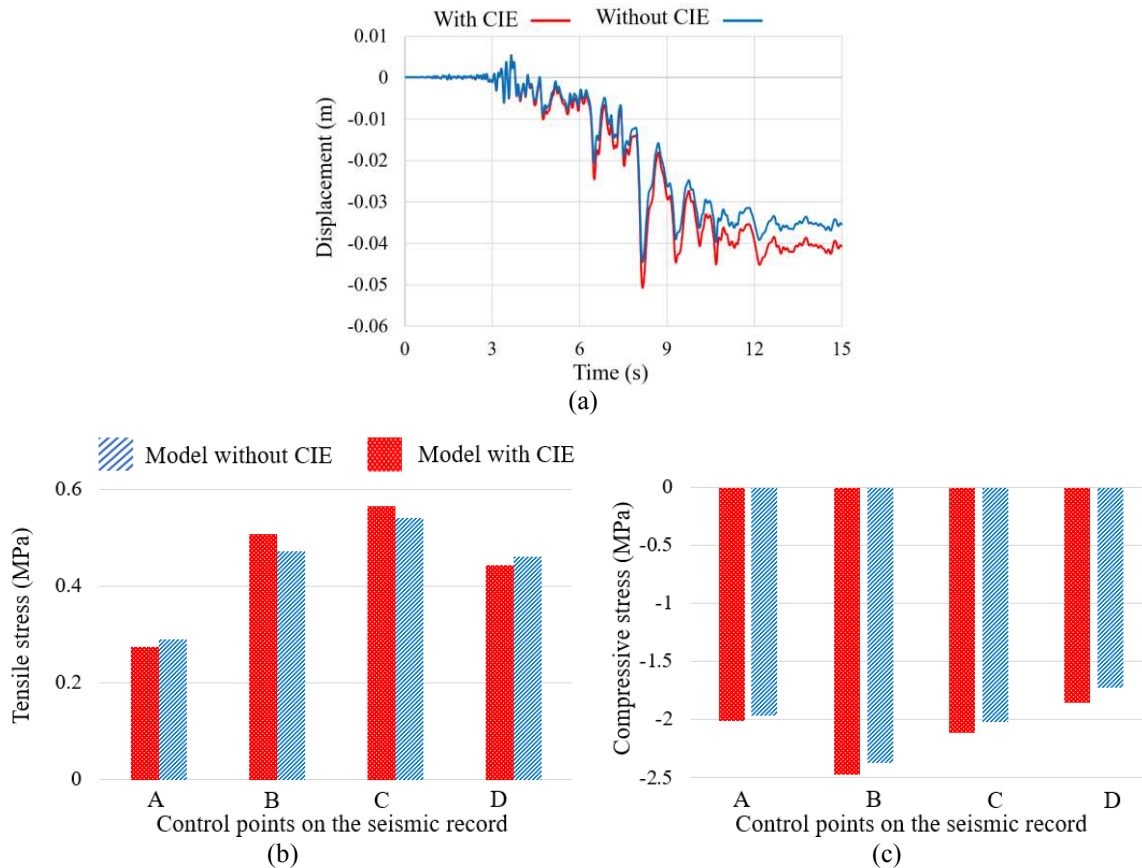 With CIE Without CIE
0.01
0
-0.01
-0.02
-0.03
-0.04
-0.05
-0.06
Displacement (m)
0 3 6 9 12 15
Time (s)
(a)
Model without CIE Model with CIE
0.6
0.4
0.2
0
Tensile stress (MPa)
A B C D
Control points on the seismic record
(b)
0
-0.5
-1
-1.5
-2
-2.5
Compressive stress (MPa)
A B C D
Control points on the seismic record
(c)